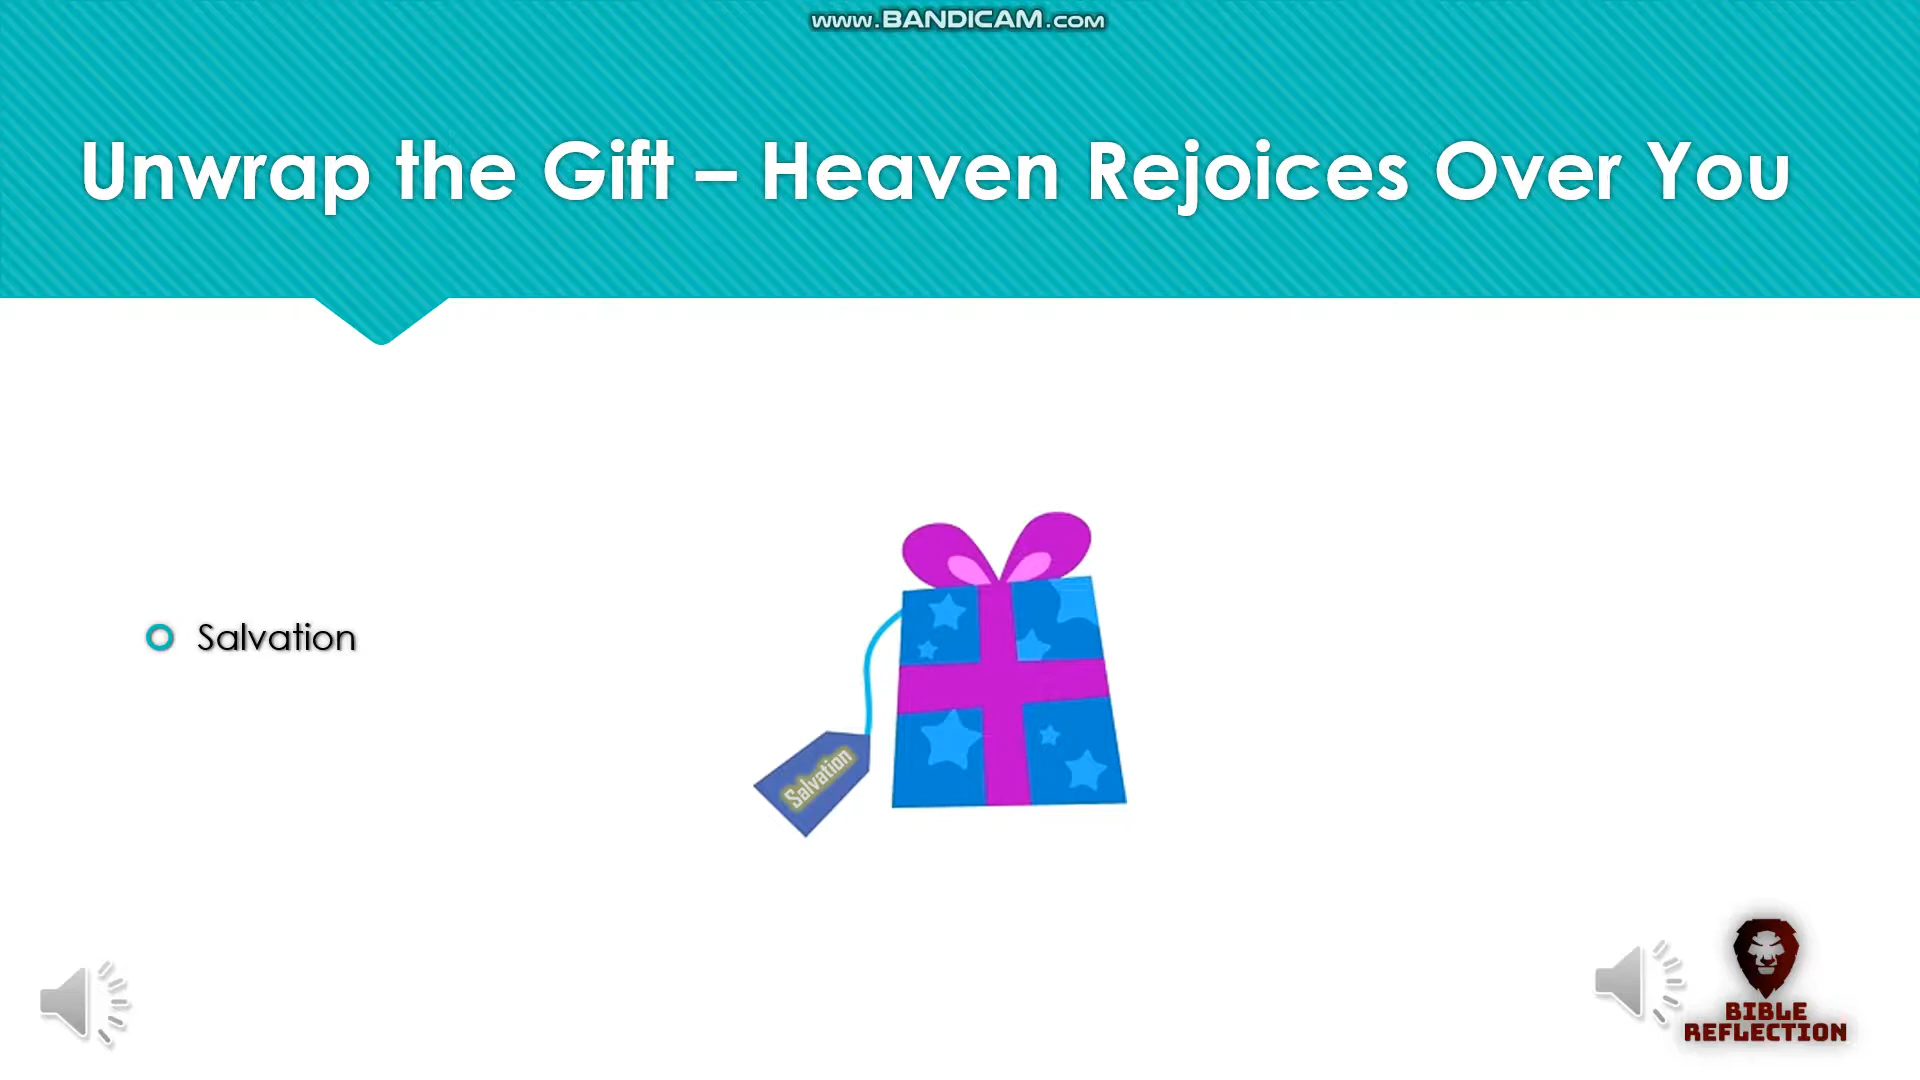 www.BANDICAM.com
Unwrap the Gift – Heaven Rejoices Over You
Salvation
Salvation
BIBLE
REFLECTION